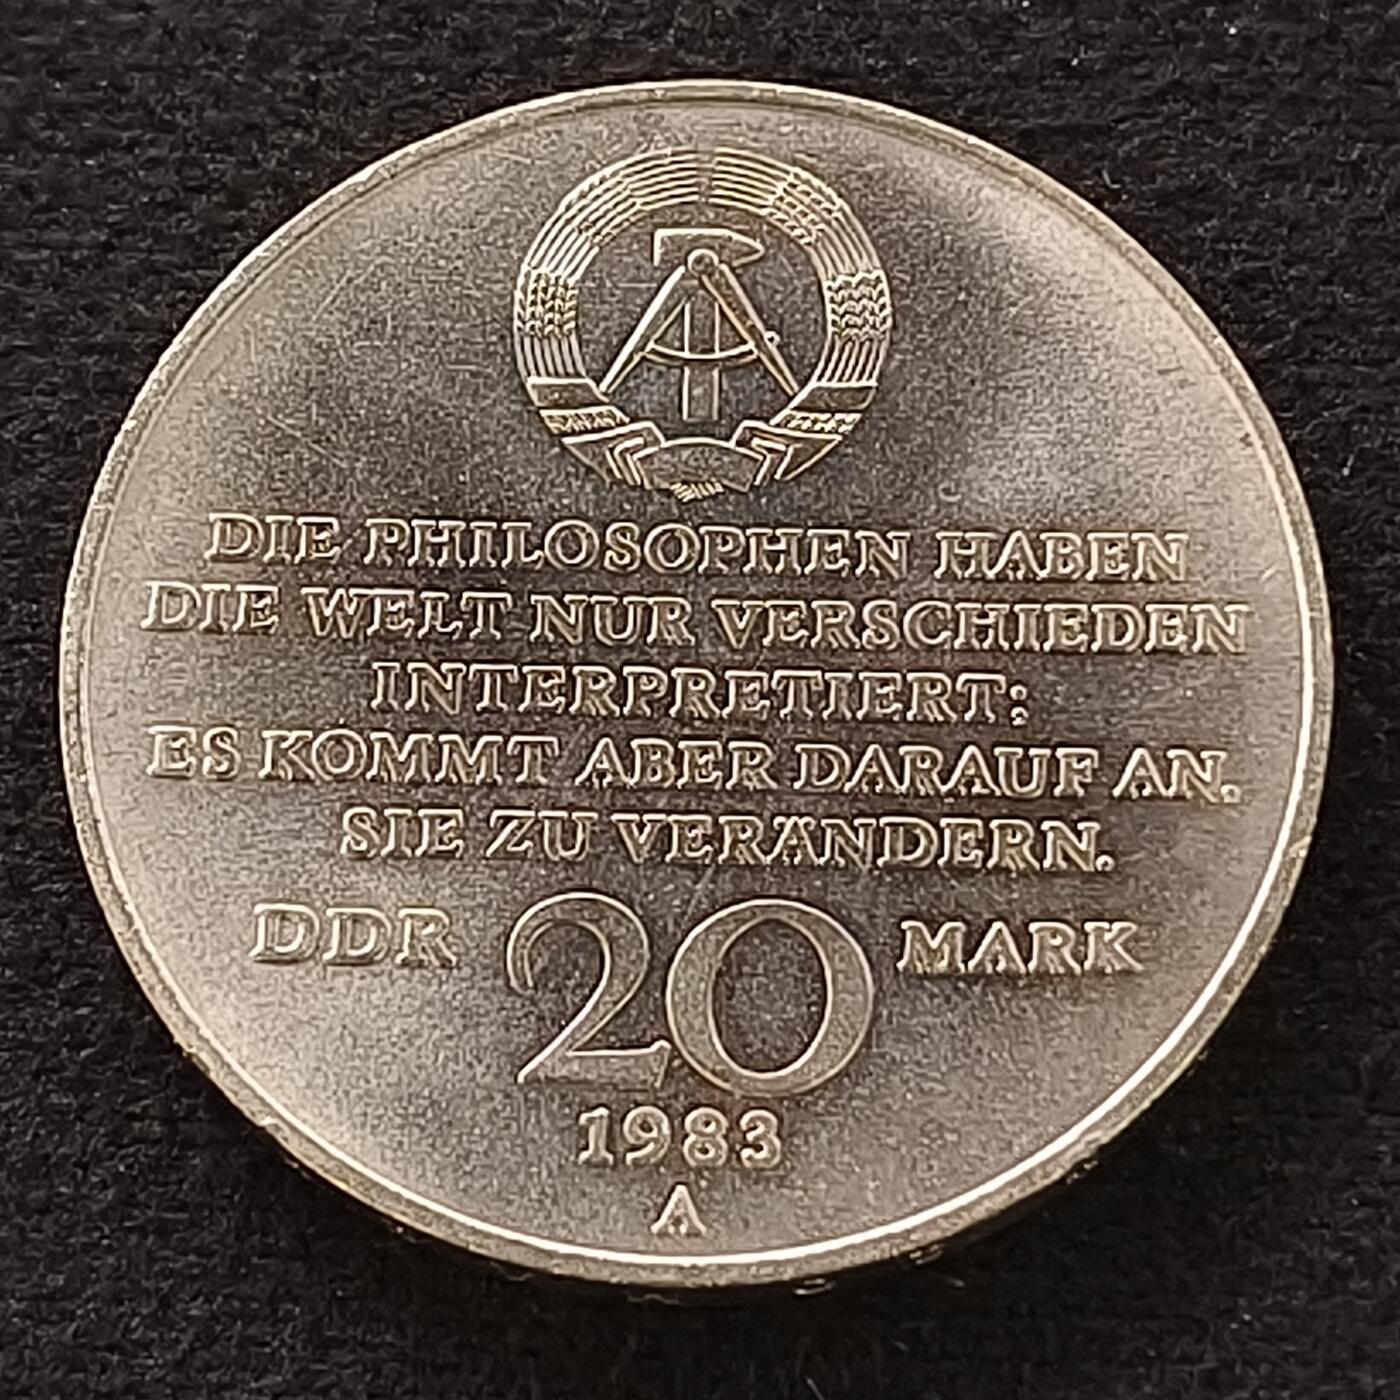 DIE PHILOSOPHEN HABEN
DIE WELT NUR VERSCHIEDEN
INTERPRETIERT;
ES KOMMT ABER DARAUF AN,
SIE ZU VERÄNDERN.
DDR 20 MARK
1983
A